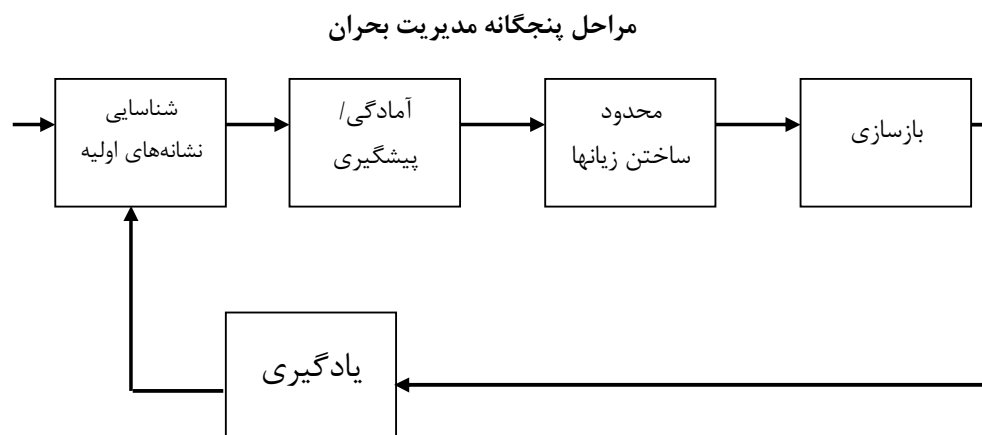 مراحل پنجگانه مدیریت بحران
شناسایی
نشانه‌های اولیه
آمادگی/
پیشگیری
محدود
ساختن زیانها
بازسازی
یادگیری